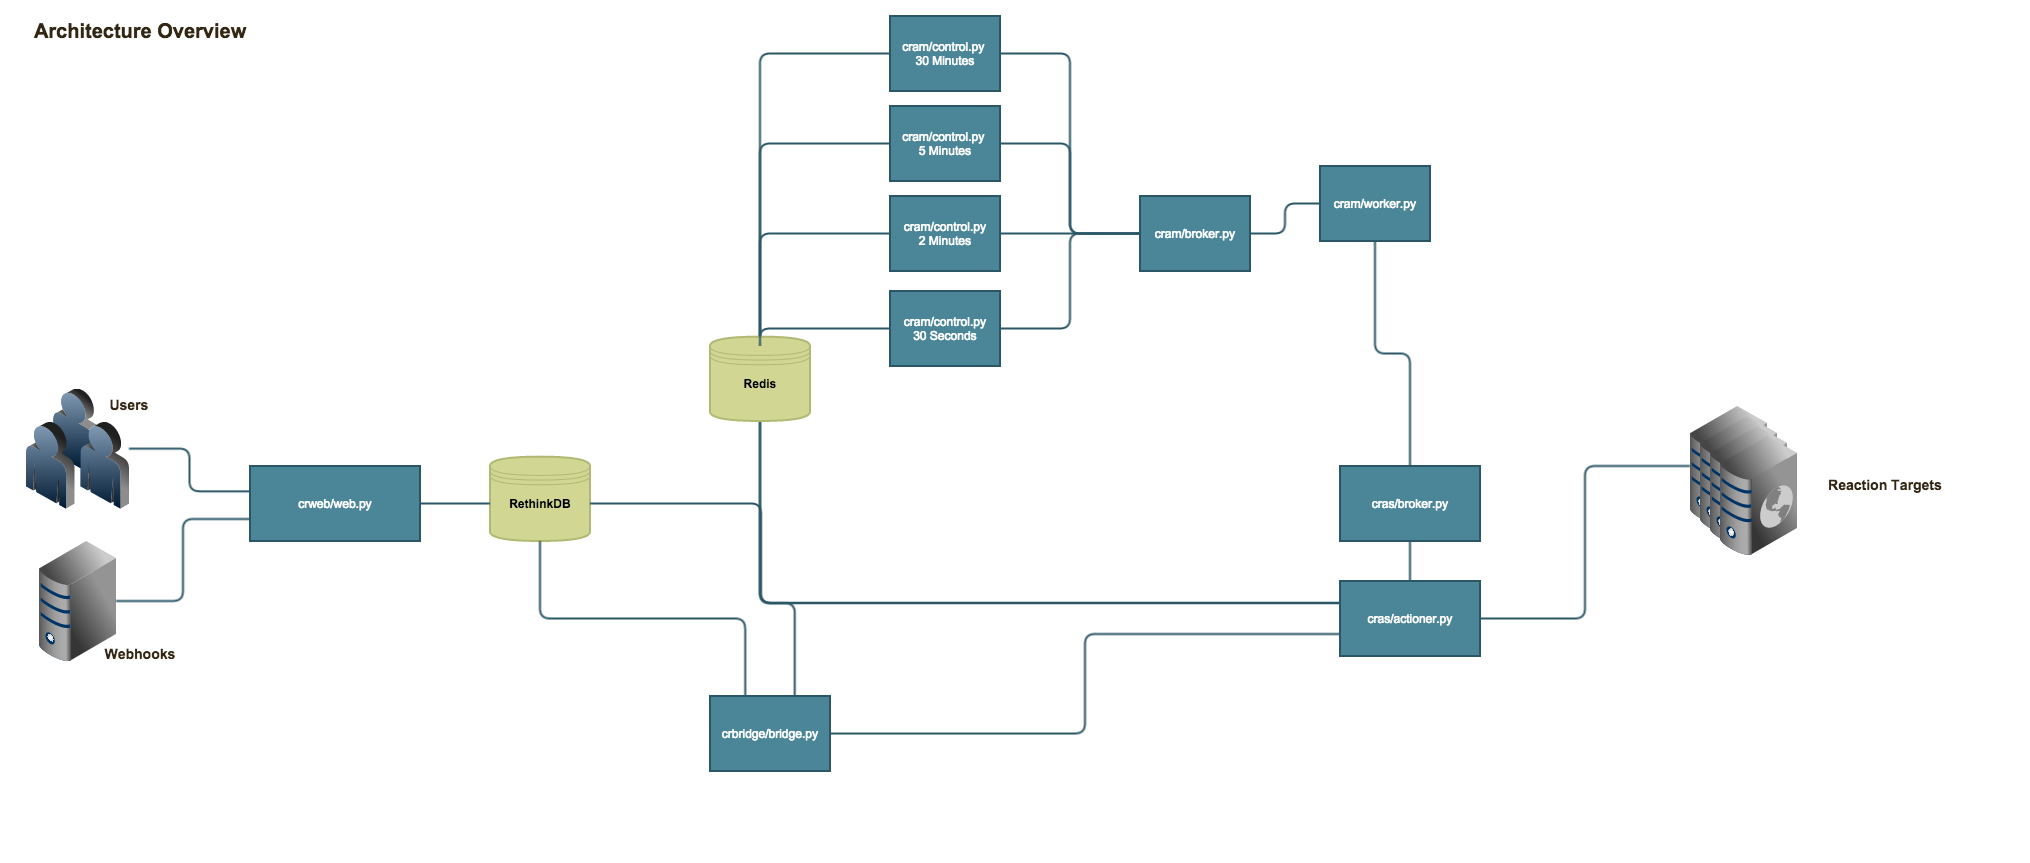 Architecture Overview
cram/control.py
30 Minutes
cram/control.py
5 Minutes
cram/control.py
2 Minutes
cram/control.py
30 Seconds
cram/broker.py
cram/worker.py
Redis
Users
crweb/web.py
RethinkDB
Webhooks
cras/broker.py
cras/actioner.py
Reaction Targets
crbridge/bridge.py